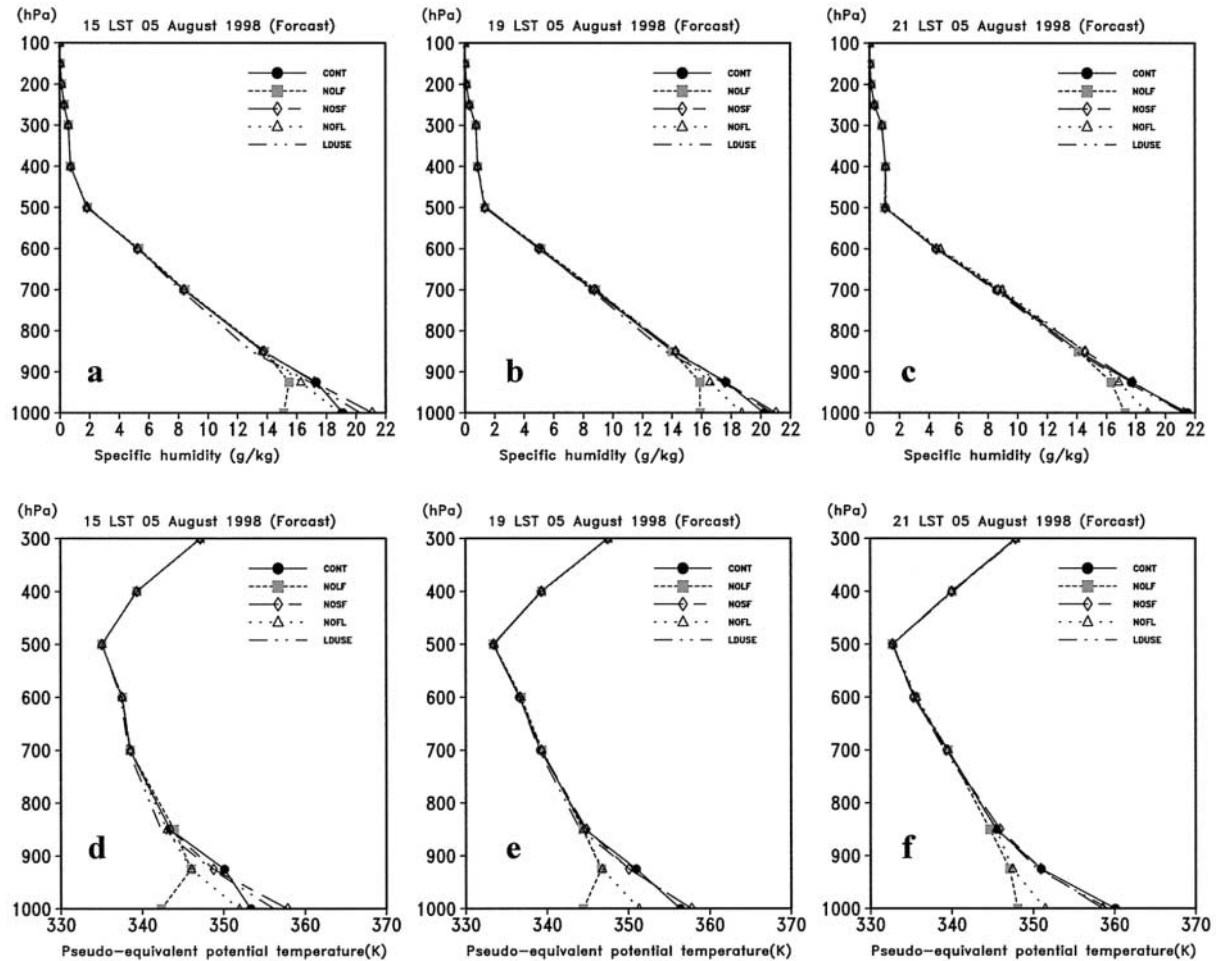 (hPa)
15 LST 05 August 1998 (Forcast)
100
200
300
400
500
600
700
800
900
1000
CONT
NOLF
NOSF
NOFL
LDUSE
a
0 2 4 6 8 10 12 14 16 18 20 22
Specific humidity (g/kg)
(hPa)
19 LST 05 August 1998 (Forcast)
100
200
300
400
500
600
700
800
900
1000
CONT
NOLF
NOSF
NOFL
LDUSE
b
0 2 4 6 8 10 12 14 16 18 20 22
Specific humidity (g/kg)
(hPa)
21 LST 05 August 1998 (Forcast)
100
200
300
400
500
600
700
800
900
1000
CONT
NOLF
NOSF
NOFL
LDUSE
c
0 2 4 6 8 10 12 14 16 18 20 22
Specific humidity (g/kg)
(hPa)
15 LST 05 August 1998 (Forcast)
300
400
500
600
700
800
900
1000
CONT
NOLF
NOSF
NOFL
LDUSE
d
330 340 350 360 370
Pseudo-equivalent potential temperature(K)
(hPa)
19 LST 05 August 1998 (Forcast)
300
400
500
600
700
800
900
1000
CONT
NOLF
NOSF
NOFL
LDUSE
e
330 340 350 360 370
Pseudo-equivalent potential temperature(K)
(hPa)
21 LST 05 August 1998 (Forcast)
300
400
500
600
700
800
900
1000
CONT
NOLF
NOSF
NOFL
LDUSE
f
330 340 350 360 370
Pseudo-equivalent potential temperature(K)